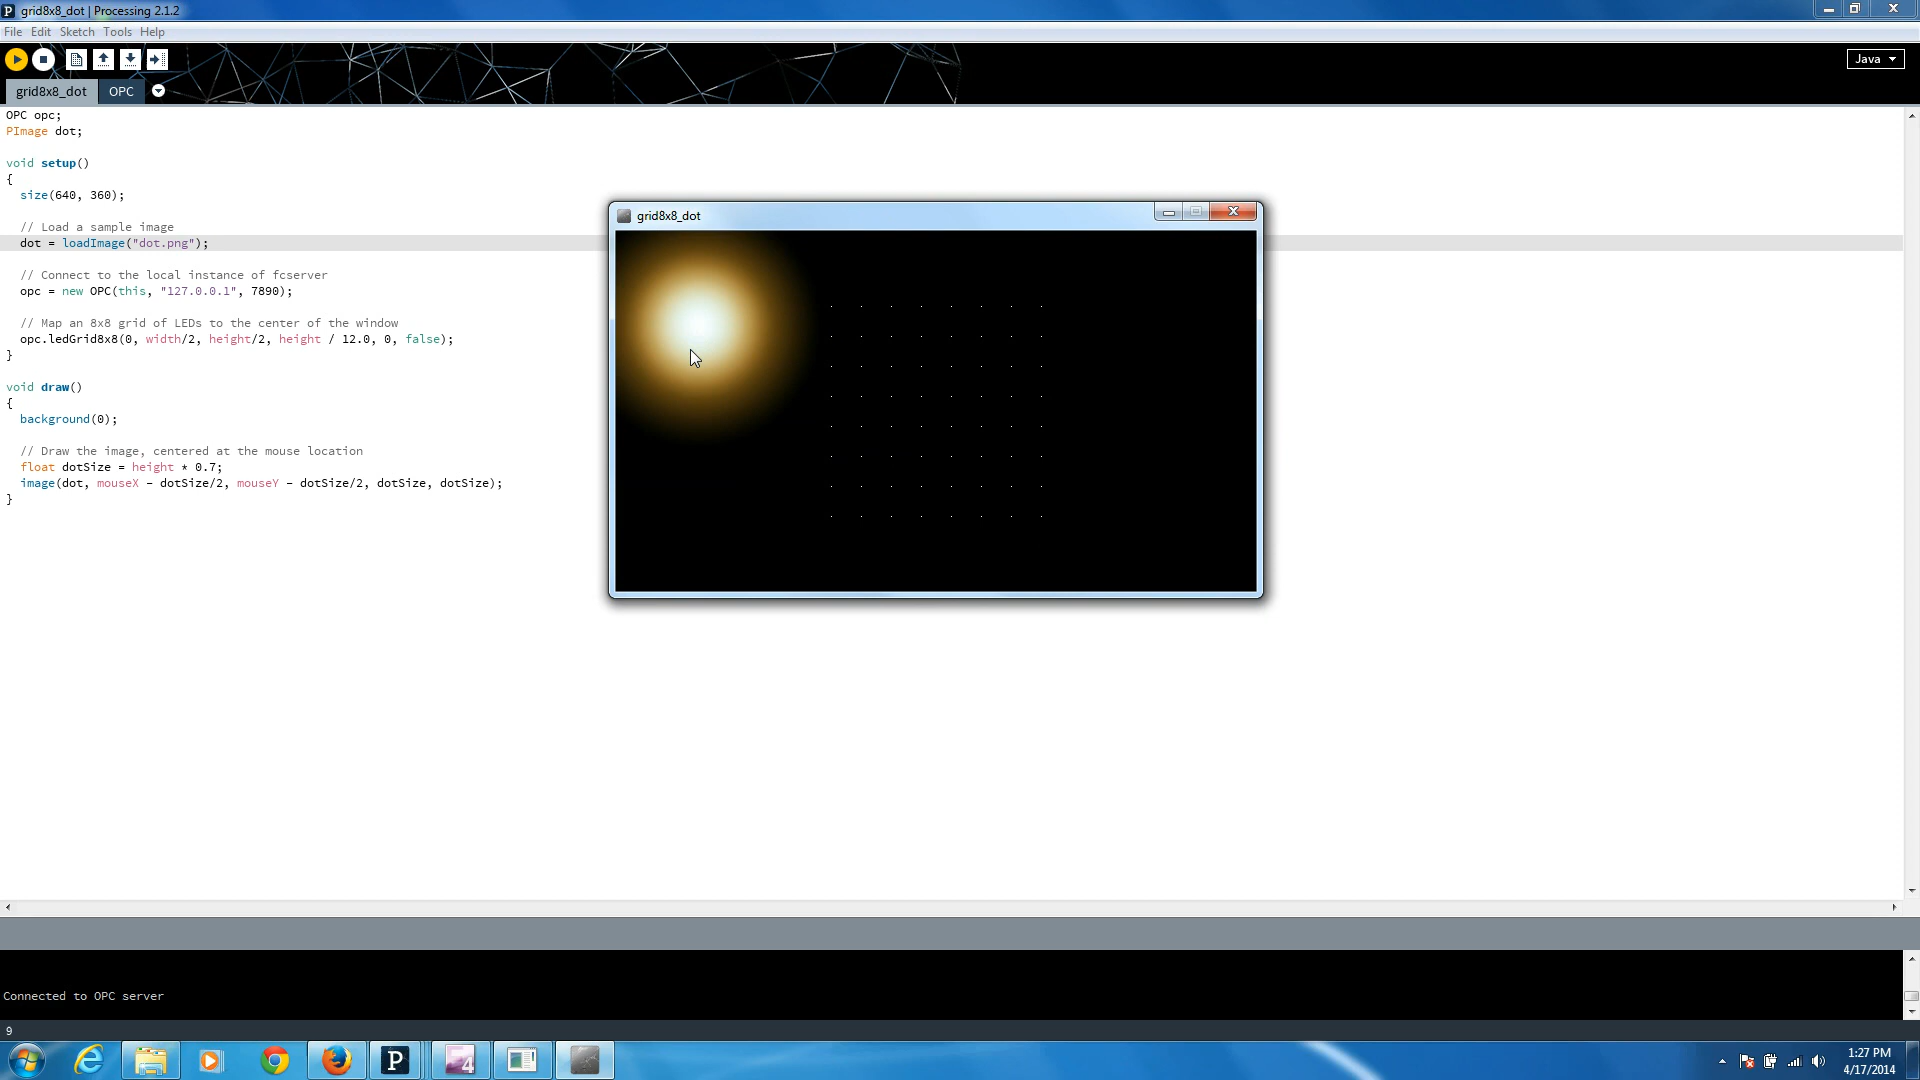 grid8x8_dot | Processing 2.1.2
File Edit Sketch Tools Help
Java
grid8x8_dot OPC
OPC opc;
PImage dot;
void setup()
{
size(640, 360);
// Load a sample image
dot = loadImage("dot.png");
// Connect to the local instance of fcserver
opc = new OPC(this, "127.0.0.1", 7890);
// Map an 8x8 grid of LEDs to the center of the window
opc.ledGrid8x8(0, width/2, height/2, height / 12.0, 0, false);
}
void draw()
{
background(0);
// Draw the image, centered at the mouse location
float dotSize = height * 0.7;
image(dot, mouseX - dotSize/2, mouseY - dotSize/2, dotSize, dotSize);
}
grid8x8_dot
Connected to OPC server
9
P
4
1:27 PM
4/17/2014